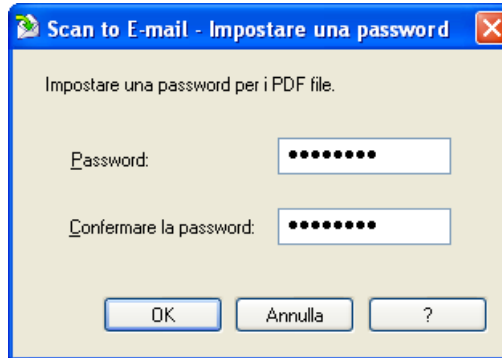 Scan to E-mail - Impostare una password
Impostare una password per i PDF file.
Password: ●●●●●●●●
Confermare la password: ●●●●●●●●
OK Annulla ?